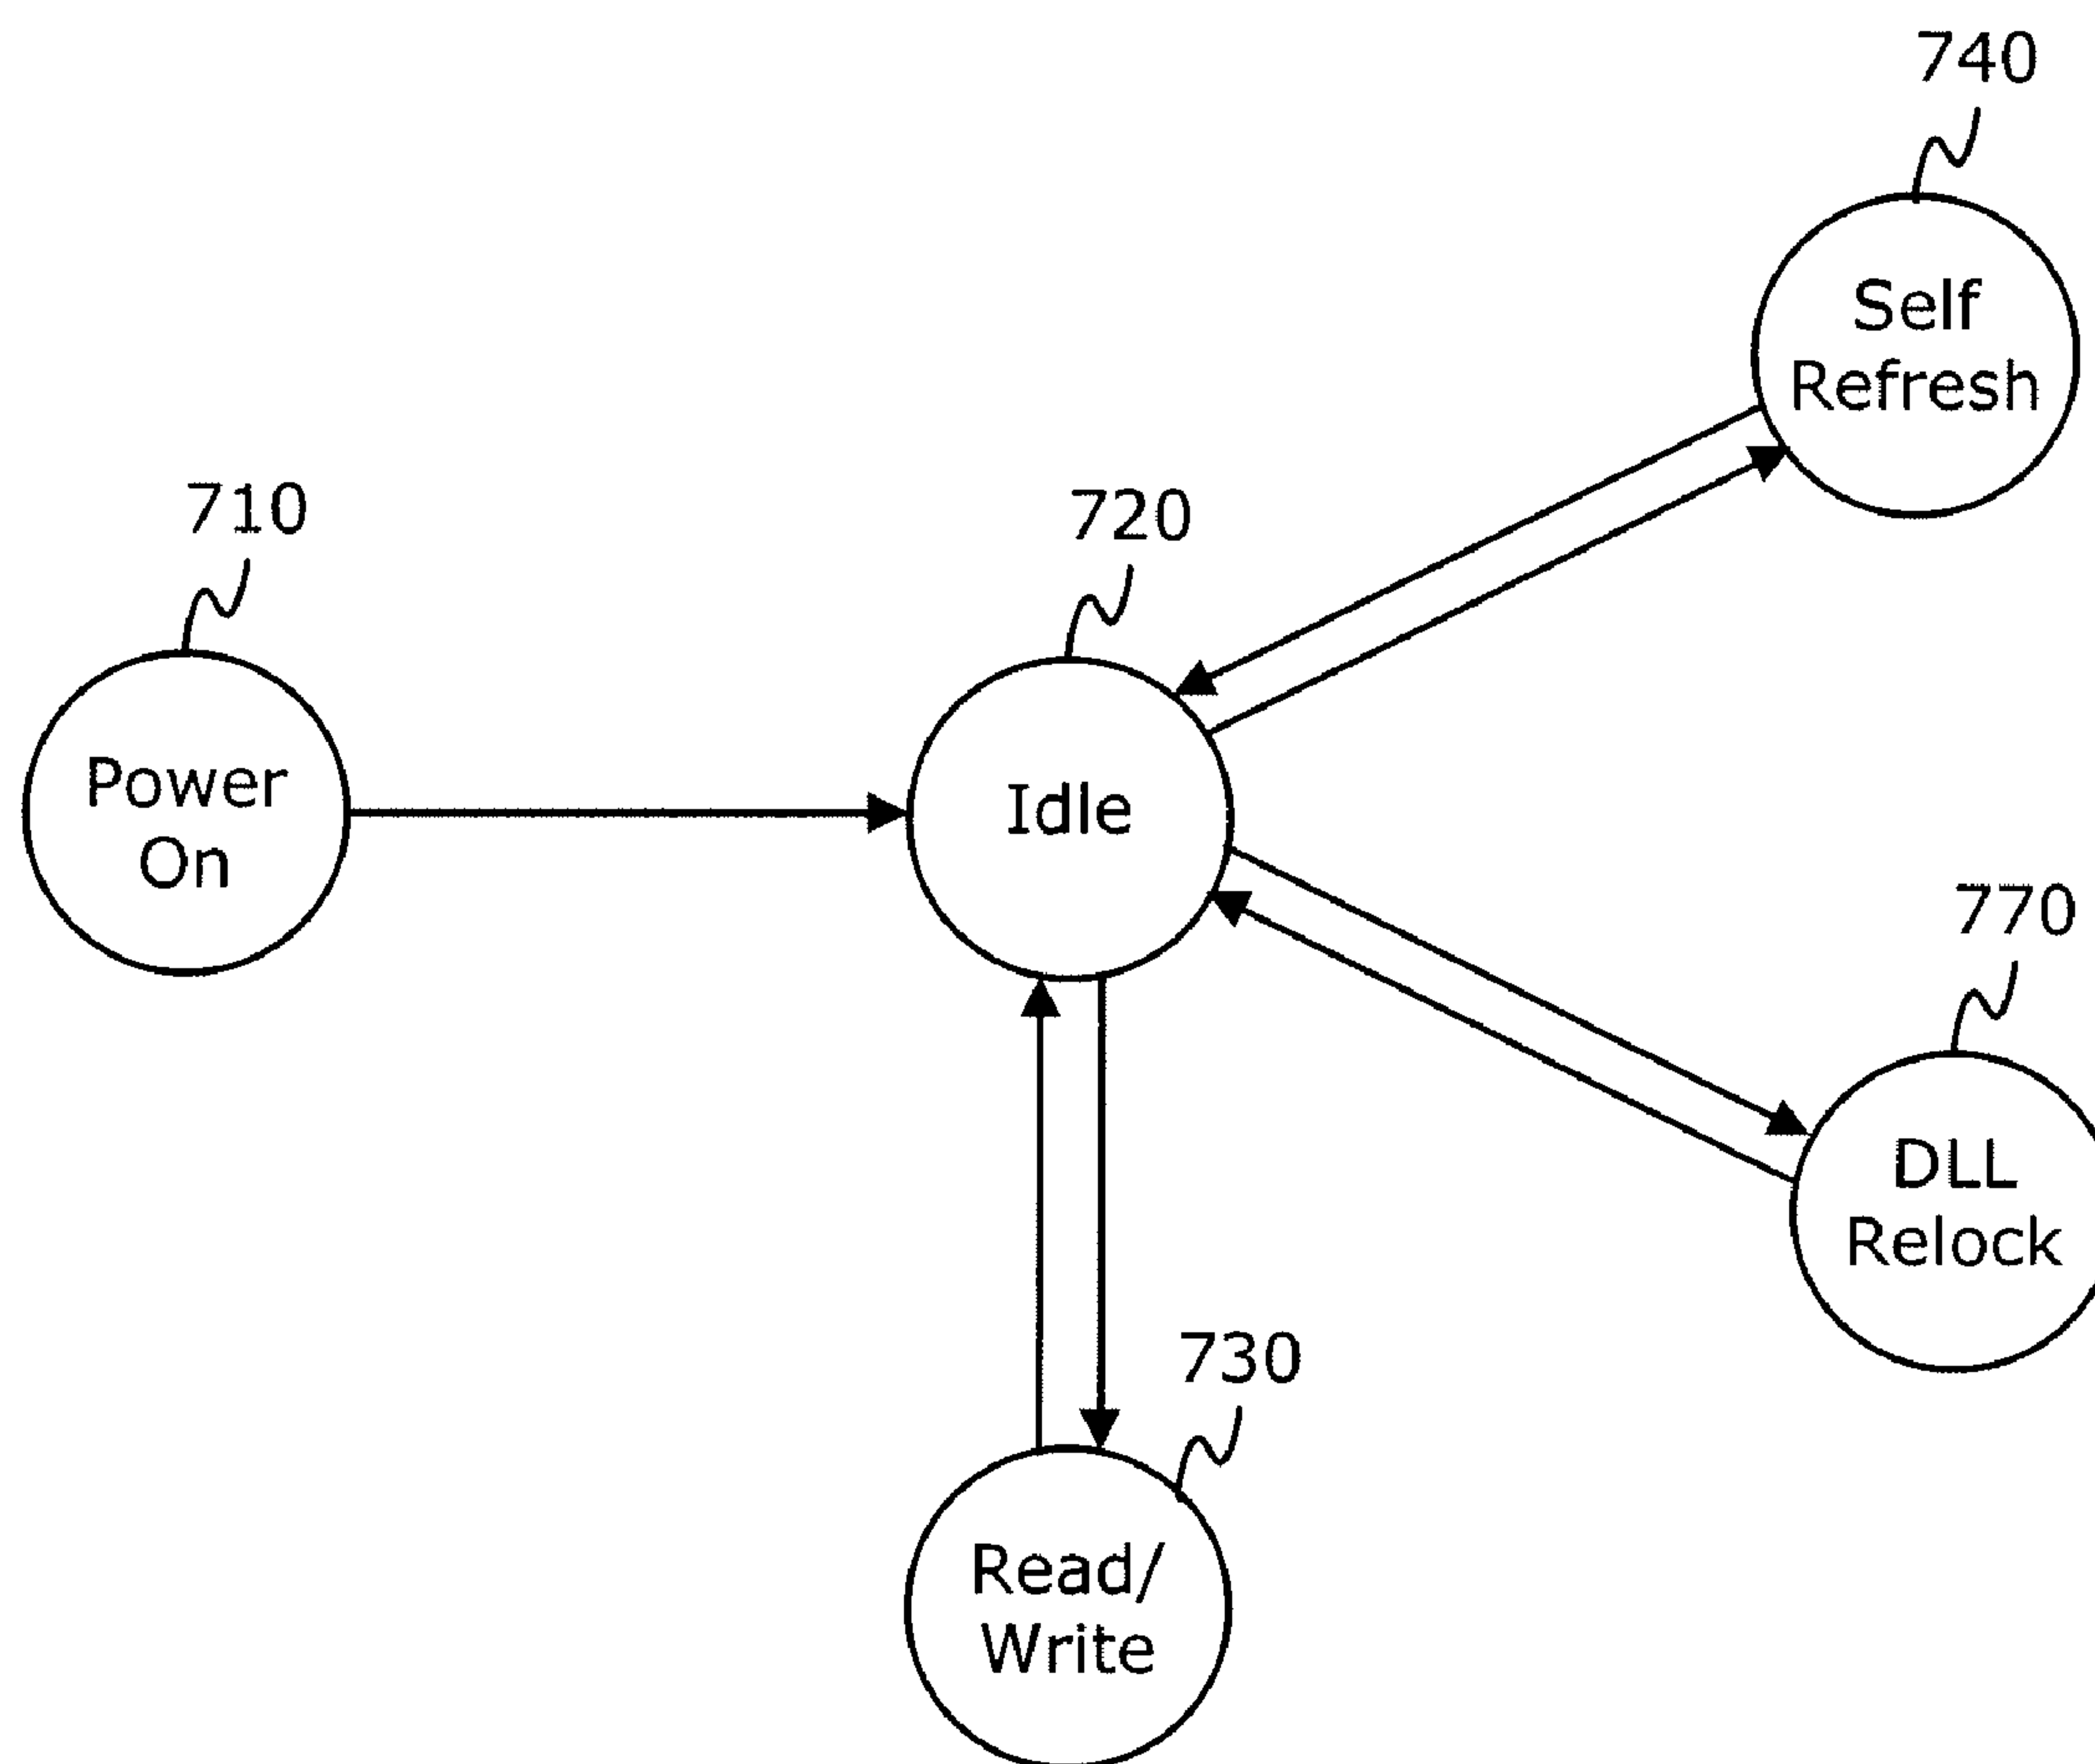 740
Self
Refresh
710
720
Power
On
Idle
770
DLL
Relock
730
Read/
Write